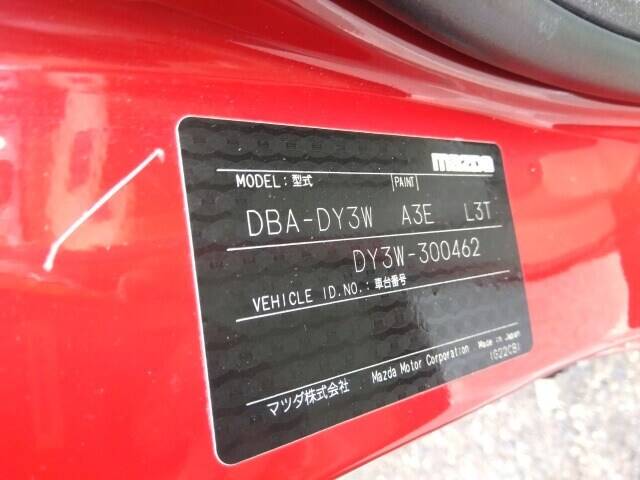 mazda
MODEL:型式 PAINT
DBA-DY3W A3E L3T
DY3W-300462
VEHICLE ID.NO.:車台番号
マツダ株式会社 Mazda Motor Corporation Made in Japan
(G22CB)